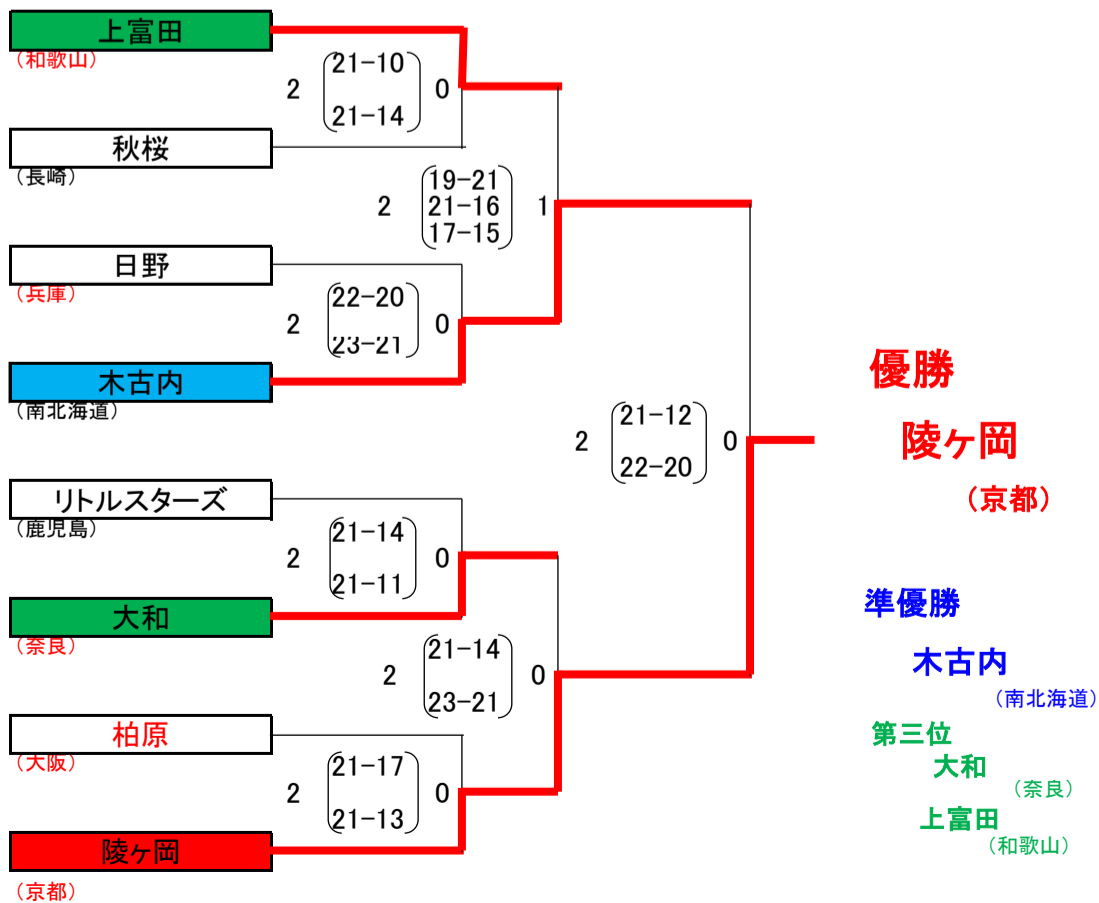 上富田
（和歌山）
2 21-10 0
21-14
秋桜
（長崎）
19-21
2 21-16 1
17-15
日野
（兵庫）
2 22-20 0
23-21
木古内
（南北海道）
優勝
2 21-12 0
22-20
陵ヶ岡
（京都）
リトルスターズ
（鹿児島）
2 21-14 0
21-11
大和
（奈良）
準優勝
2 21-14 0
23-21
木古内
（南北海道）
柏原
（大阪）
第三位
大和
（奈良）
2 21-17 0
21-13
上富田
（和歌山）
陵ヶ岡
（京都）